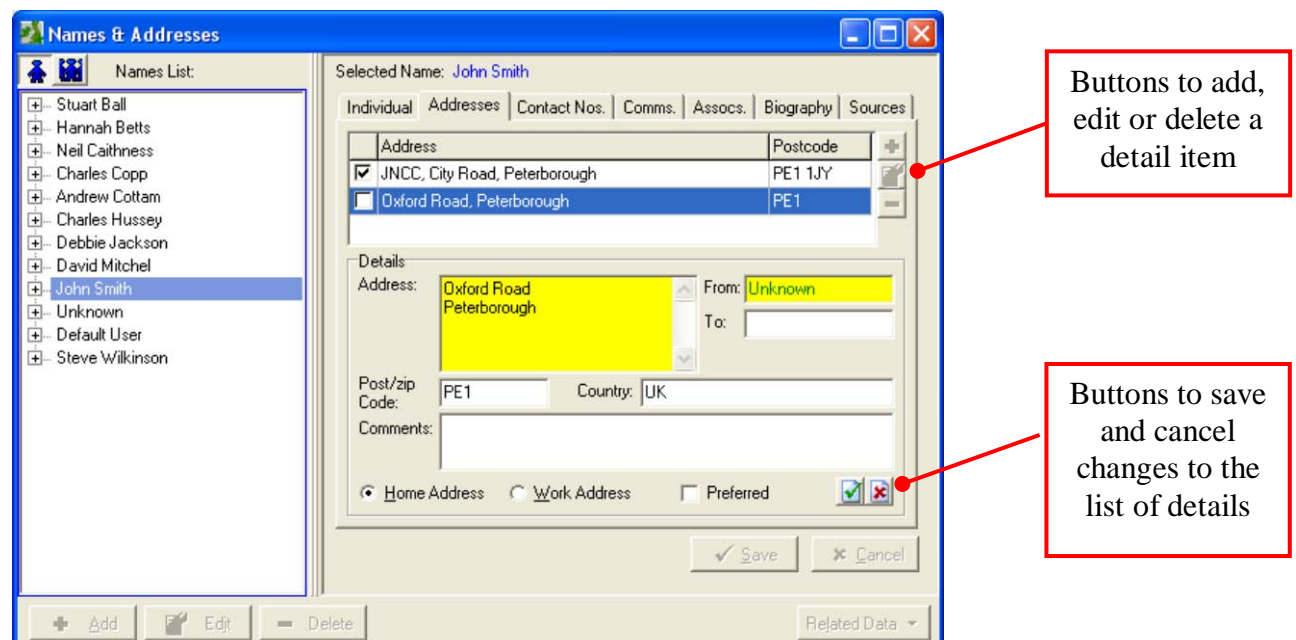 Names & Addresses
Names List:
Stuart Ball
Hannah Betts
Neil Caithness
Charles Copp
Andrew Cottam
Charles Hussey
Debbie Jackson
David Mitchel
John Smith
Unknown
Default User
Steve Wilkinson
Selected Name: John Smith
Individual Addresses Contact Nos. Comms. Assocs. Biography Sources
Address Postcode
JNCC, City Road, Peterborough PE1 1JY
Oxford Road, Peterborough PE1
Details
Address: Oxford Road
Peterborough
From: Unknown
To:
Post/zip
Code: PE1 Country: UK
Comments:
Home Address Work Address Preferred
Save Cancel
Add Edit Delete Related Data
Buttons to add,
edit or delete a
detail item
Buttons to save
and cancel
changes to the
list of details